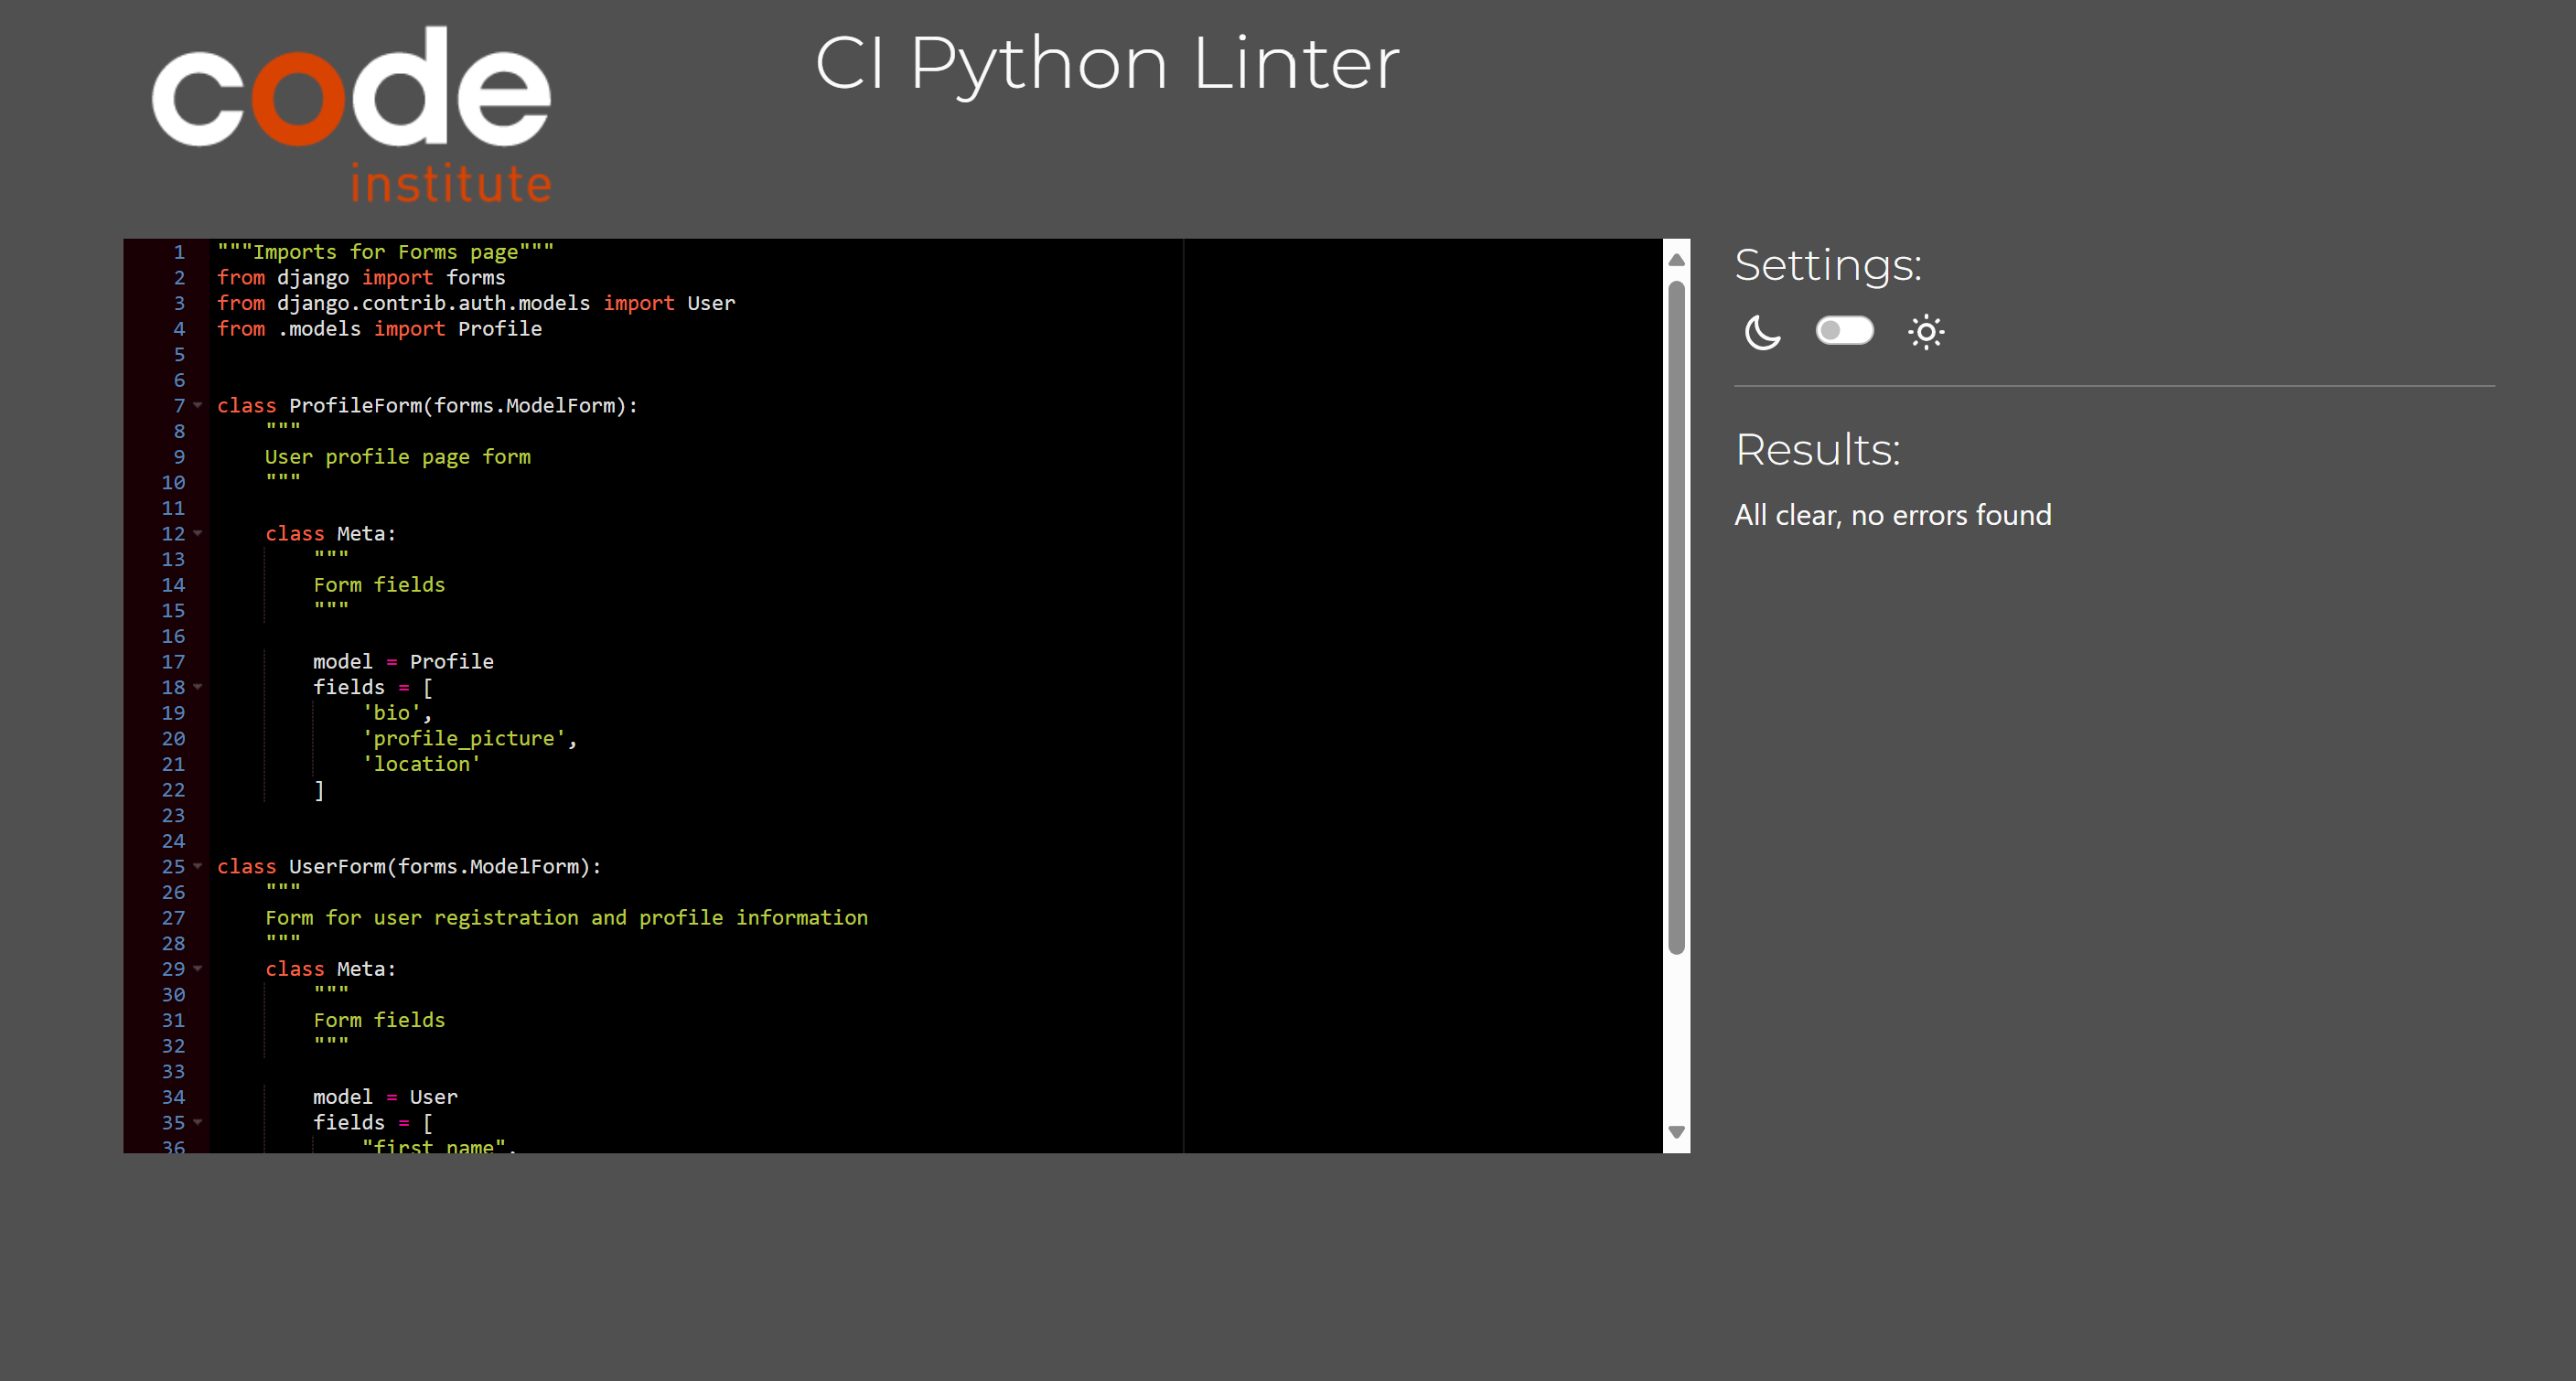 code
institute
CI Python Linter
1 """Imports for Forms page"""
2 from django import forms
3 from django.contrib.auth.models import User
4 from .models import Profile
5
6
7 class ProfileForm(forms.ModelForm):
8     """
9     User profile page form
10     """
11
12     class Meta:
13         """
14         Form fields
15         """
16
17         model = Profile
18         fields = [
19             'bio',
20             'profile_picture',
21             'location'
22         ]
23
24
25 class UserForm(forms.ModelForm):
26     """
27     Form for user registration and profile information
28     """
29     class Meta:
30         """
31         Form fields
32         """
33
34         model = User
35         fields = [
36             "first_name",
Settings:
Results:
All clear, no errors found